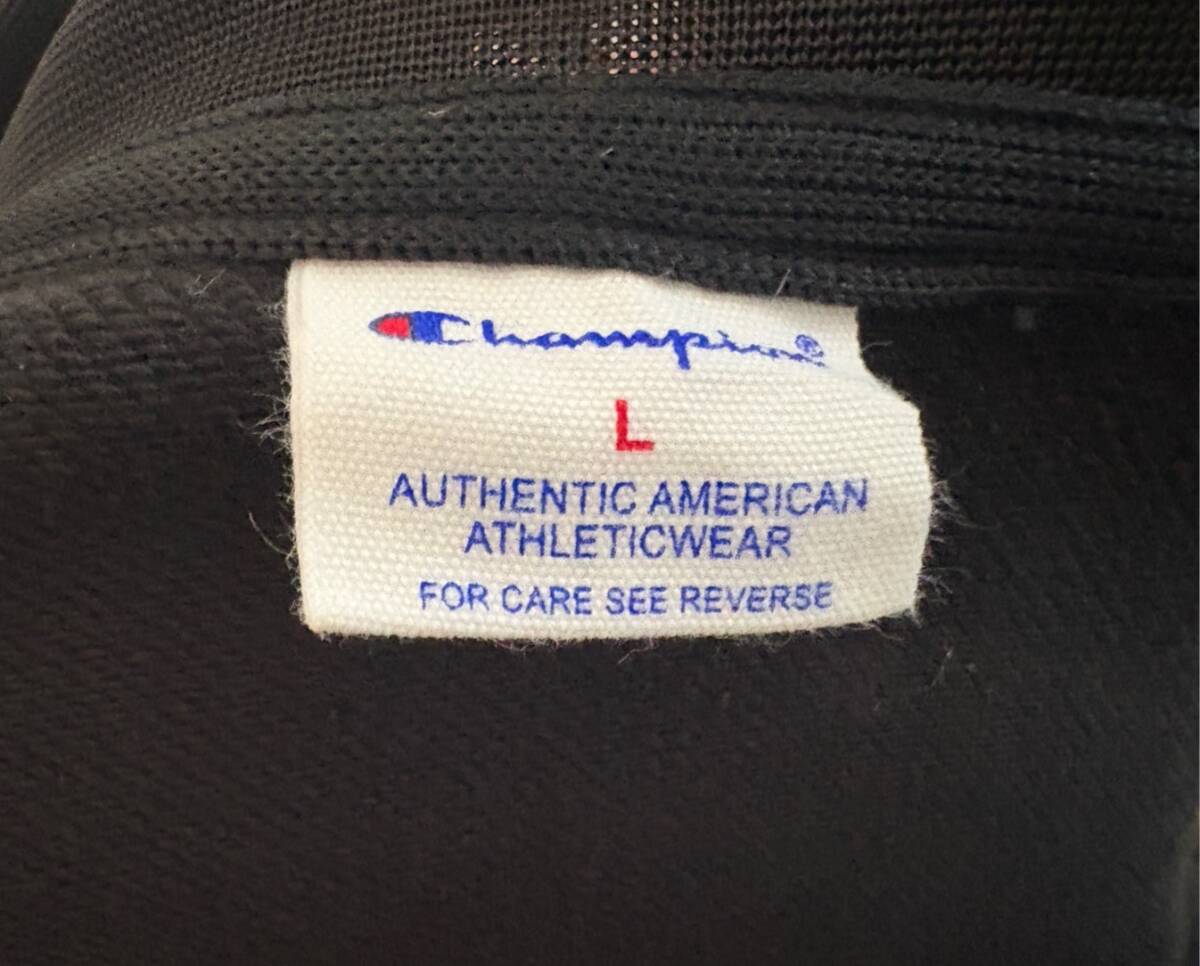 Champion®
L
AUTHENTIC AMERICAN
ATHLETICWEAR
FOR CARE SEE REVERSE